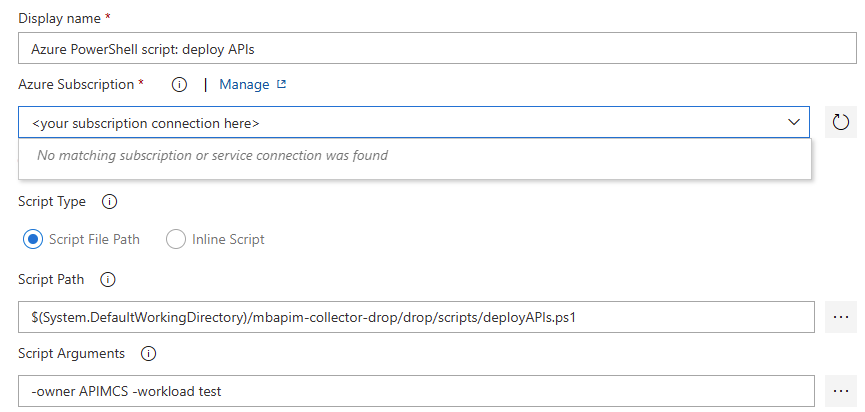 Display name *
Azure PowerShell script: deploy APIs
Azure Subscription * | Manage
<your subscription connection here>
No matching subscription or service connection was found
Script Type
Script File Path Inline Script
Script Path
$(System.DefaultWorkingDirectory)/mbapim-collector-drop/drop/scripts/deployAPIs.ps1
...
Script Arguments
-owner APIMCS -workload test
...